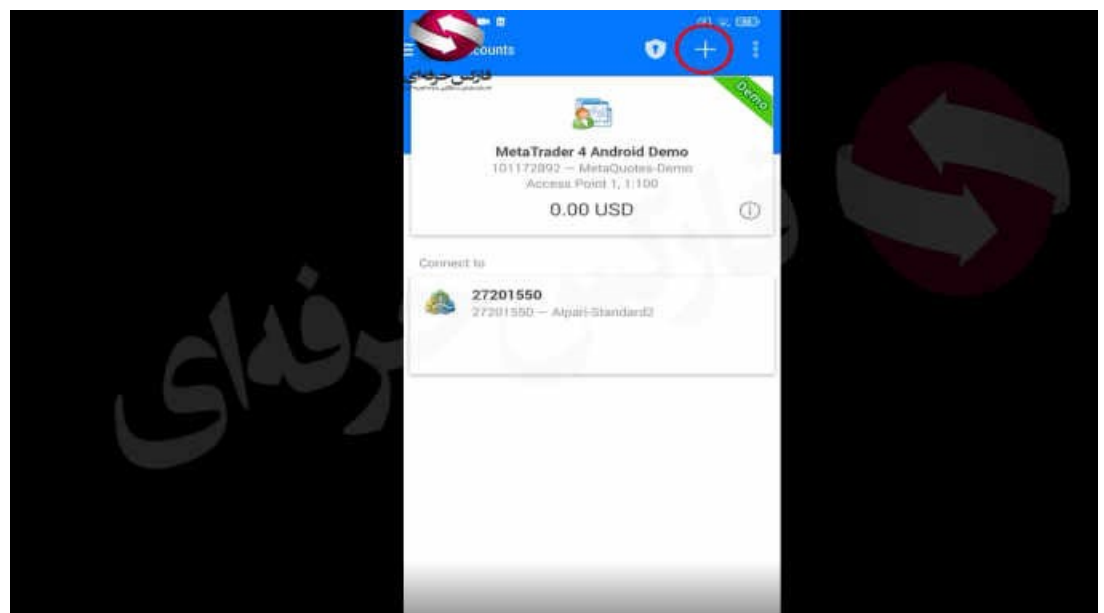 counts
فارکس حرفه‌ای
Demo
MetaTrader 4 Android Demo
101172892 — MetaQuotes-Demo
Access Point 1, 1:100
0.00 USD
Connect to
27201550
27201550 — Alpari-Standard2
فارکس حرفه‌ای